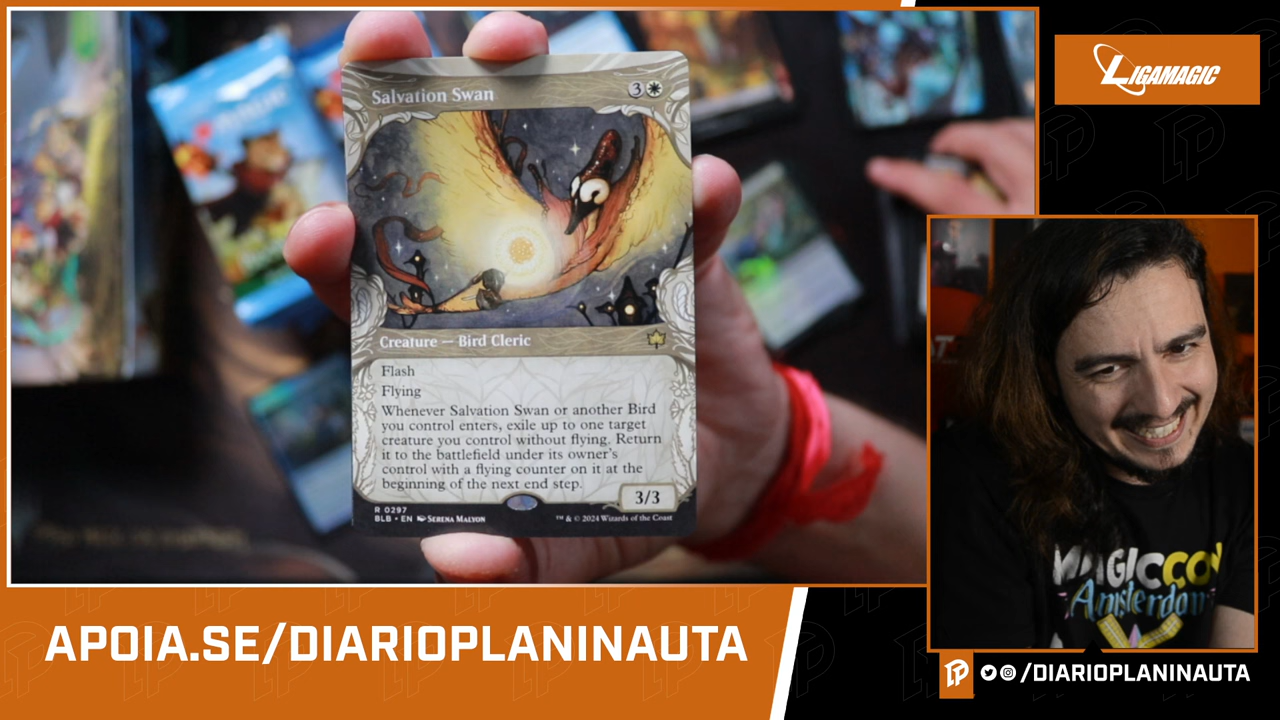 LIGAMAGIC
Salvation Swan
3
Creature — Bird Cleric
Flash
Flying
Whenever Salvation Swan or another Bird
you control enters, exile up to one target
creature you control without flying. Return
it to the battlefield under its owner's
control with a flying counter on it at the
beginning of the next end step.
3/3
R 0297
BLB • EN SERENA MALYON
™ & © 2024 Wizards of the Coast
MAGICCON
Amsterdam
APOIA.SE/DIARIOPLANINAUTA
/DIARIOPLANINAUTA